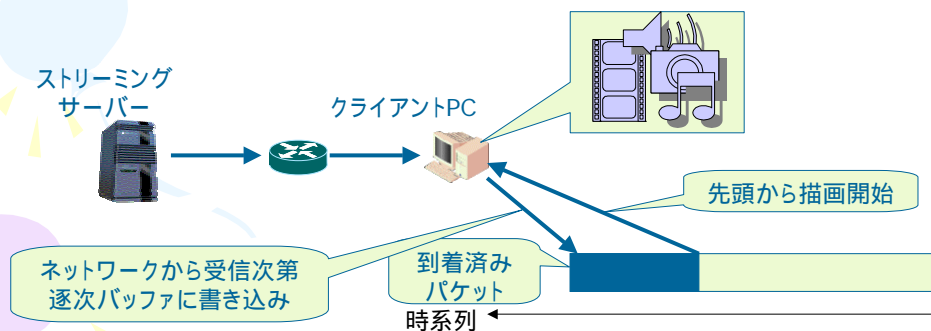 ストリーミング
サーバー
クライアントPC
先頭から描画開始
ネットワークから受信次第
逐次バッファに書き込み
到着済み
パケット
時系列